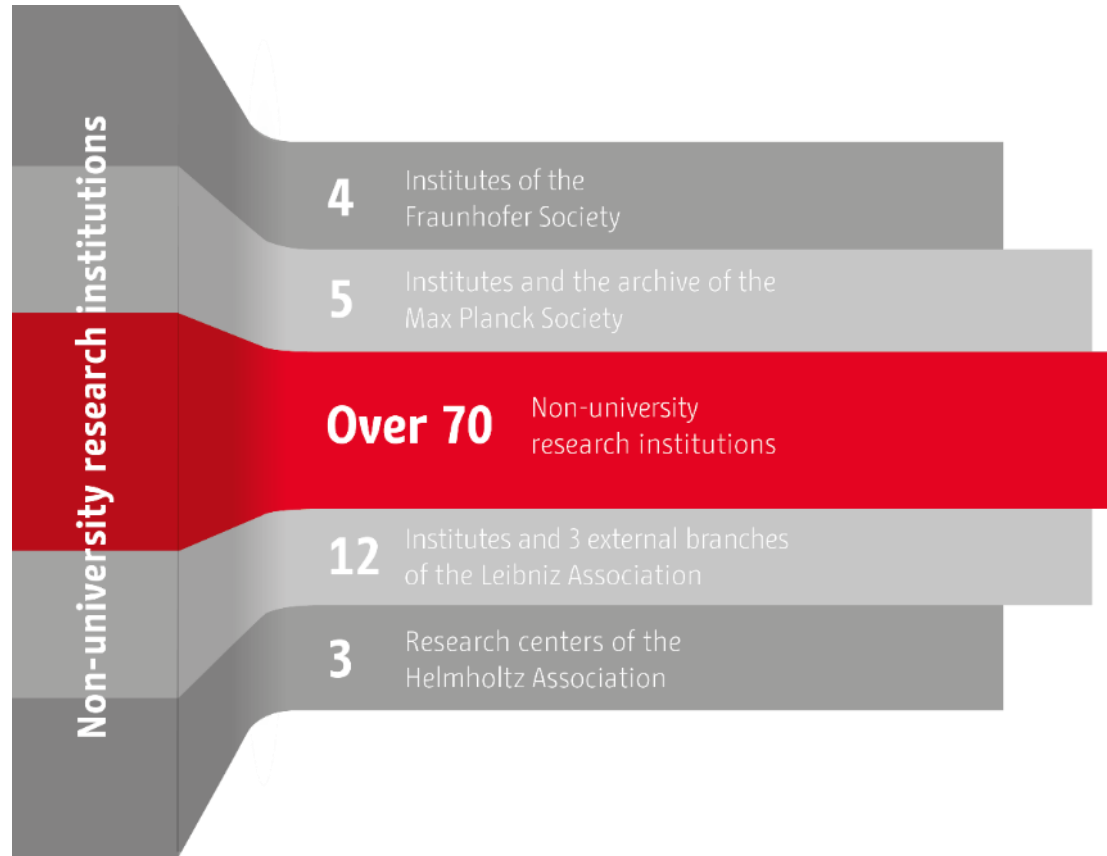 Non-university research institutions
4
Institutes of the
Fraunhofer Society
5
Institutes and the archive of the
Max Planck Society
Over 70
Non-university
research institutions
12
Institutes and 3 external branches
of the Leibniz Association
3
Research centers of the
Helmholtz Association